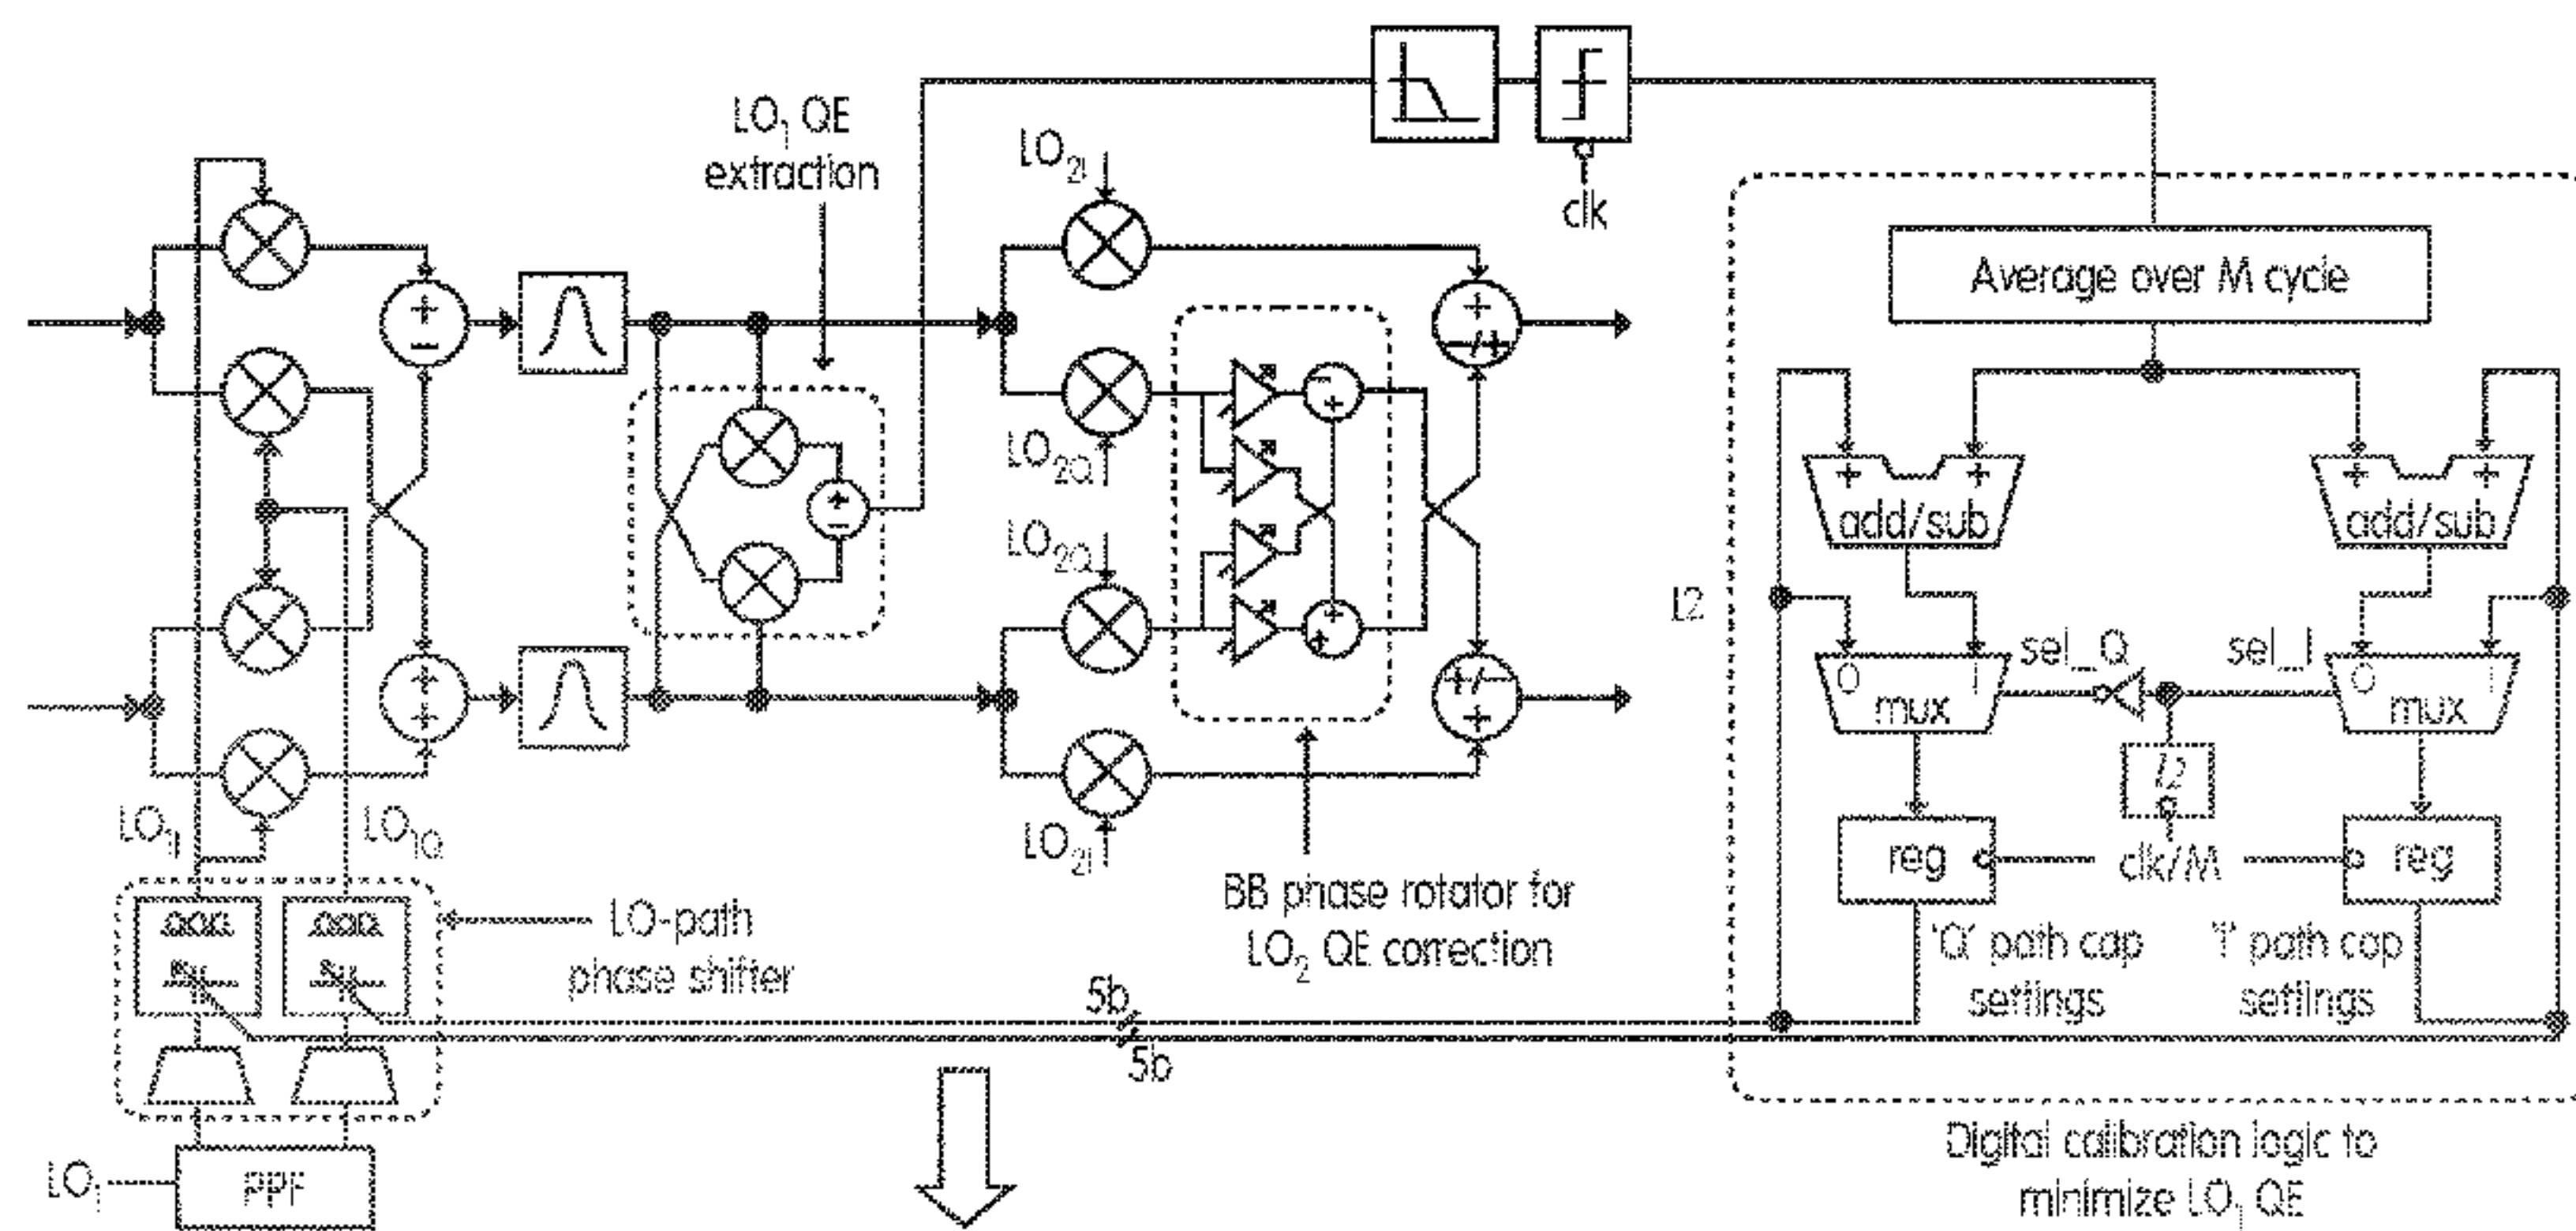 LO1 QE
extraction
LO2I
clk
Average over M cycle
+
−
+
−
LO2Q
−
+
+
−/+
+
+
+
+
add/sub
add/sub
LO2Q
+
+
+
+
+/−
+
sel_Q
sel_I
0
1
mux
0
1
mux
LO1I
LO1Q
LO2I
reg
clk/M
reg
LO-path
phase shifter
BB phase rotator for
LO2 QE correction
'Q' path cap
settings
'I' path cap
settings
5b
5b
LO1
PPF
Digital calibration logic to
minimize LO1 QE